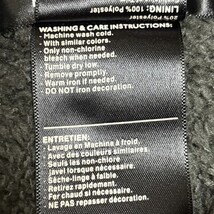 20% Polyester
LINING: 100% Polyester
WASHING & CARE INSTRUCTIONS:
- Machine wash cold.
- With similar colors.
- Only non-chlorine
bleach when needed.
- Tumble dry low.
- Remove promptly.
- Warm iron if needed.
- DO NOT iron decoration.
ENTRETIEN:
- Lavage en Machine à froid.
- Avec des couleurs similaires.
- Seuls les non-chlore
javel lorsque nécessaire.
- Sèche-linge à faible.
- Retirez rapidement.
- Fer chaud si nécessaire.
- NE PAS repasser décoration.